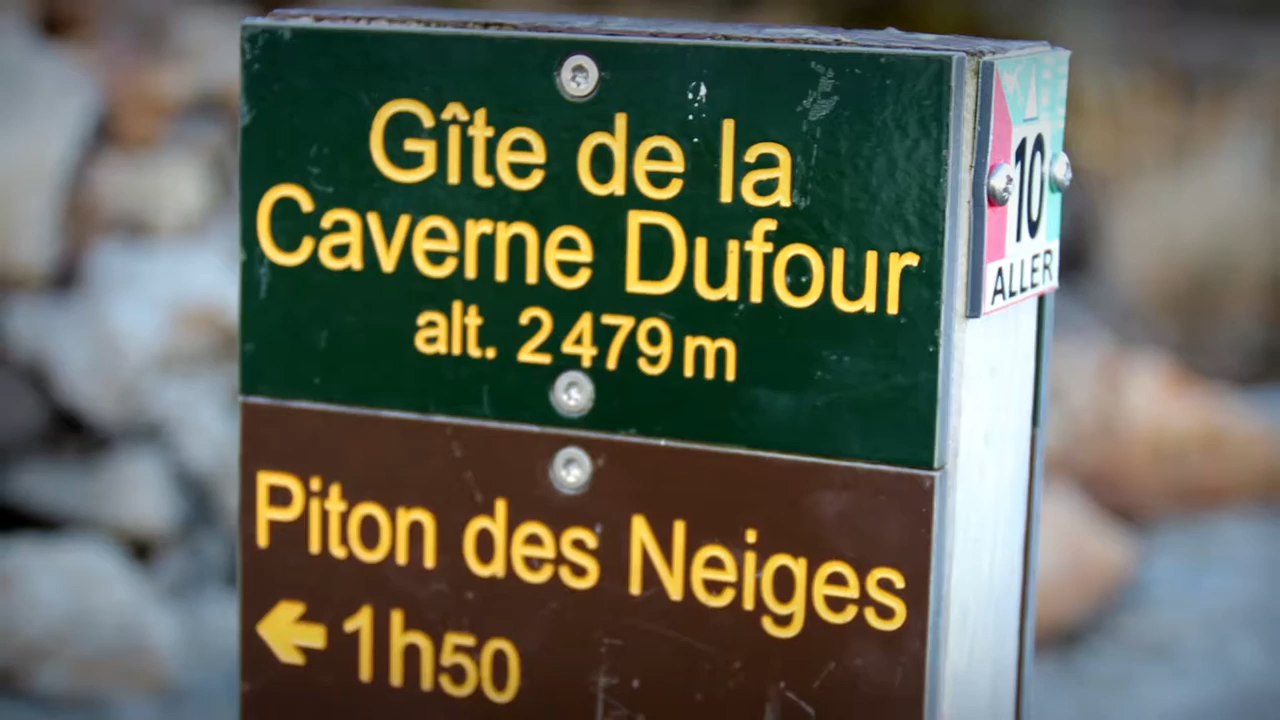 Gîte de la
Caverne Dufour
alt. 2479 m
Piton des Neiges
1h50
10
ALLER